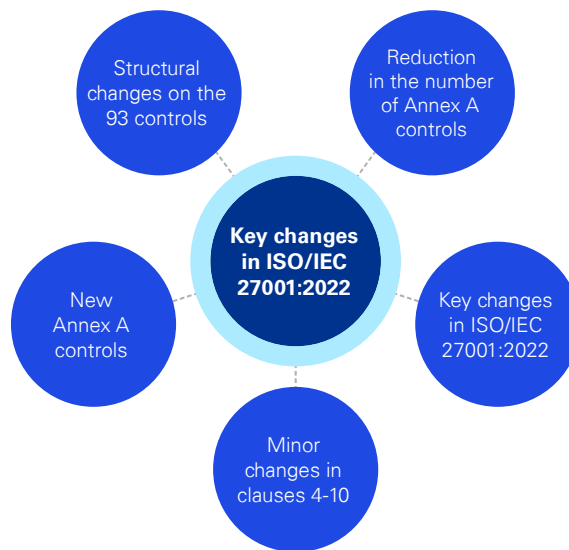 Structural
changes on the
93 controls
Reduction
in the number
of Annex A
controls
Key changes
in ISO/IEC
27001:2022
New
Annex A
controls
Key changes
in ISO/IEC
27001:2022
Minor
changes in
clauses 4-10